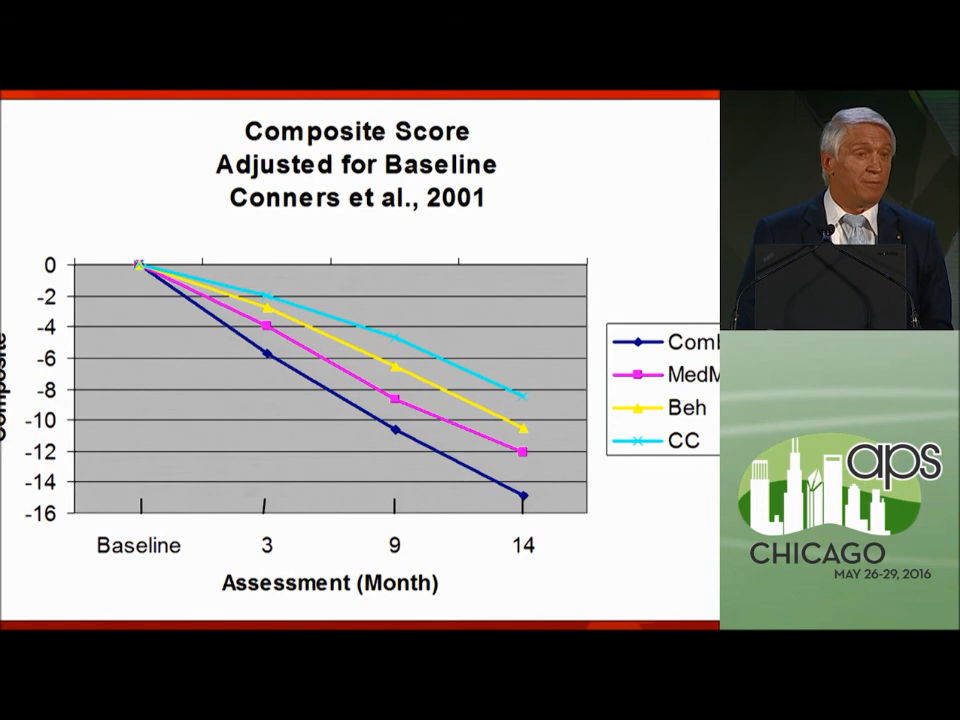 Composite Score
Adjusted for Baseline
Conners et al., 2001
0
-2
-4
-6
-8
-10
-12
-14
-16
Baseline 3 9 14
Assessment (Month)
Beh
CC
aps
CHICAGO
MAY 26-29, 2016